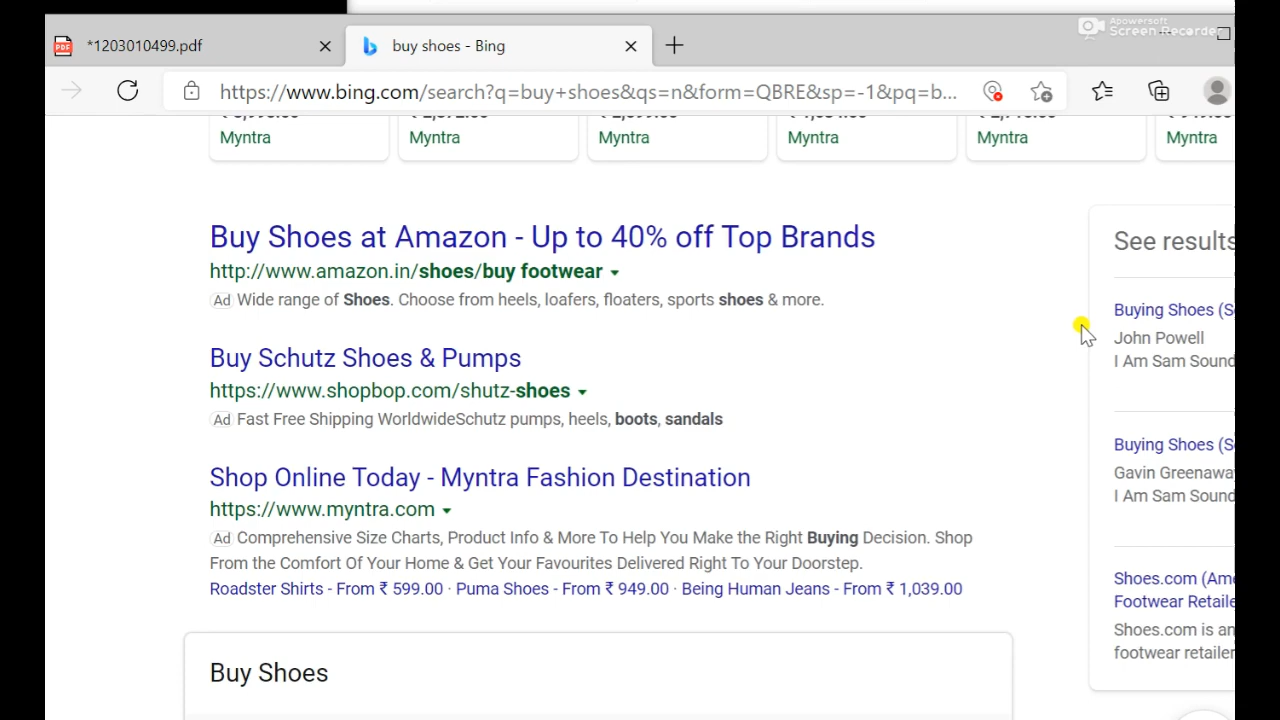 Apowersoft
Screen Recorder
*1203010499.pdf
buy shoes - Bing
https://www.bing.com/search?q=buy+shoes&qs=n&form=QBRE&sp=-1&pq=b...
Myntra
Myntra
Myntra
Myntra
Myntra
Myntra
Buy Shoes at Amazon - Up to 40% off Top Brands
http://www.amazon.in/shoes/buy footwear
Ad Wide range of Shoes. Choose from heels, loafers, floaters, sports shoes & more.
Buy Schutz Shoes & Pumps
https://www.shopbop.com/shutz-shoes
Ad Fast Free Shipping WorldwideSchutz pumps, heels, boots, sandals
Shop Online Today - Myntra Fashion Destination
https://www.myntra.com
Ad Comprehensive Size Charts, Product Info & More To Help You Make the Right Buying Decision. Shop
From the Comfort Of Your Home & Get Your Favourites Delivered Right To Your Doorstep.
Roadster Shirts - From ₹ 599.00 · Puma Shoes - From ₹ 949.00 · Being Human Jeans - From ₹ 1,039.00
Buy Shoes
See results
Buying Shoes (S
John Powell
I Am Sam Sound
Buying Shoes (S
Gavin Greenaway
I Am Sam Sound
Shoes.com (Ame
Footwear Retaile
Shoes.com is an
footwear retailer